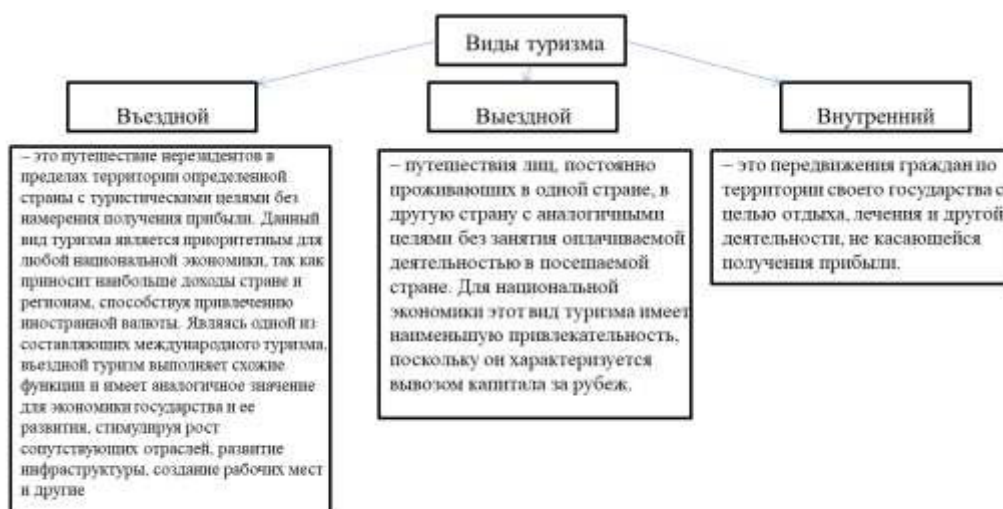 Виды туризма
Въездной
Выездной
Внутренний
– это путешествие нерезидентов в
пределах территории определенной
страны с туристическими целями без
намерения получения прибыли. Данный
вид туризма является приоритетным для
любой национальной экономики, так как
приносит наибольше доходы стране и
регионам, способствуя привлечению
иностранной валюты. Являясь одной из
составляющих международного туризма,
въездной туризм выполняет схожие
функции и имеет аналогичное значение
для экономики государства и ее
развития, стимулируя рост
сопутствующих отраслей, развитие
инфраструктуры, создание рабочих мест
и другие
– путешествия лиц, постоянно
проживающих в одной стране, в
другую страну с аналогичными
целями без занятия оплачиваемой
деятельностью в посещаемой
стране. Для национальной
экономики этот вид туризма имеет
наименьшую привлекательность,
поскольку он характеризуется
вывозом капитала за рубеж.
– это передвижения граждан по
территории своего государства с
целью отдыха, лечения и другой
деятельности, не касающейся
получения прибыли.